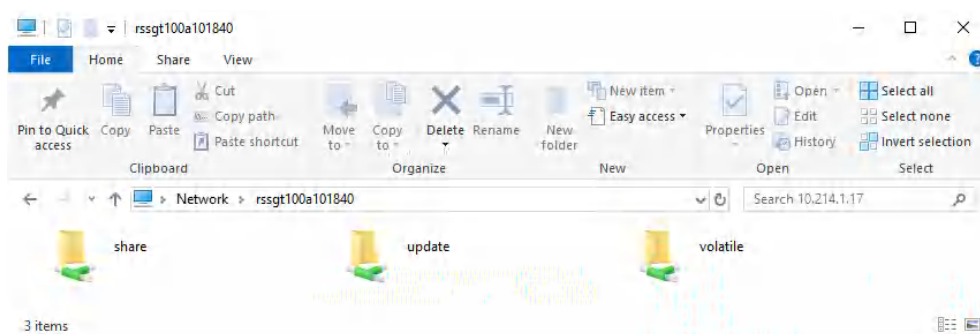 rssgt100a101840
File Home Share View
Pin to Quick access
Copy
Paste
Cut
Copy path
Paste shortcut
Clipboard
Move to
Copy to
Delete
Rename
Organize
New folder
New item
Easy access
New
Properties
Open
Edit
History
Open
Select all
Select none
Invert selection
Select
Network > rssgt100a101840
Search 10.214.1.17
share update volatile
3 items